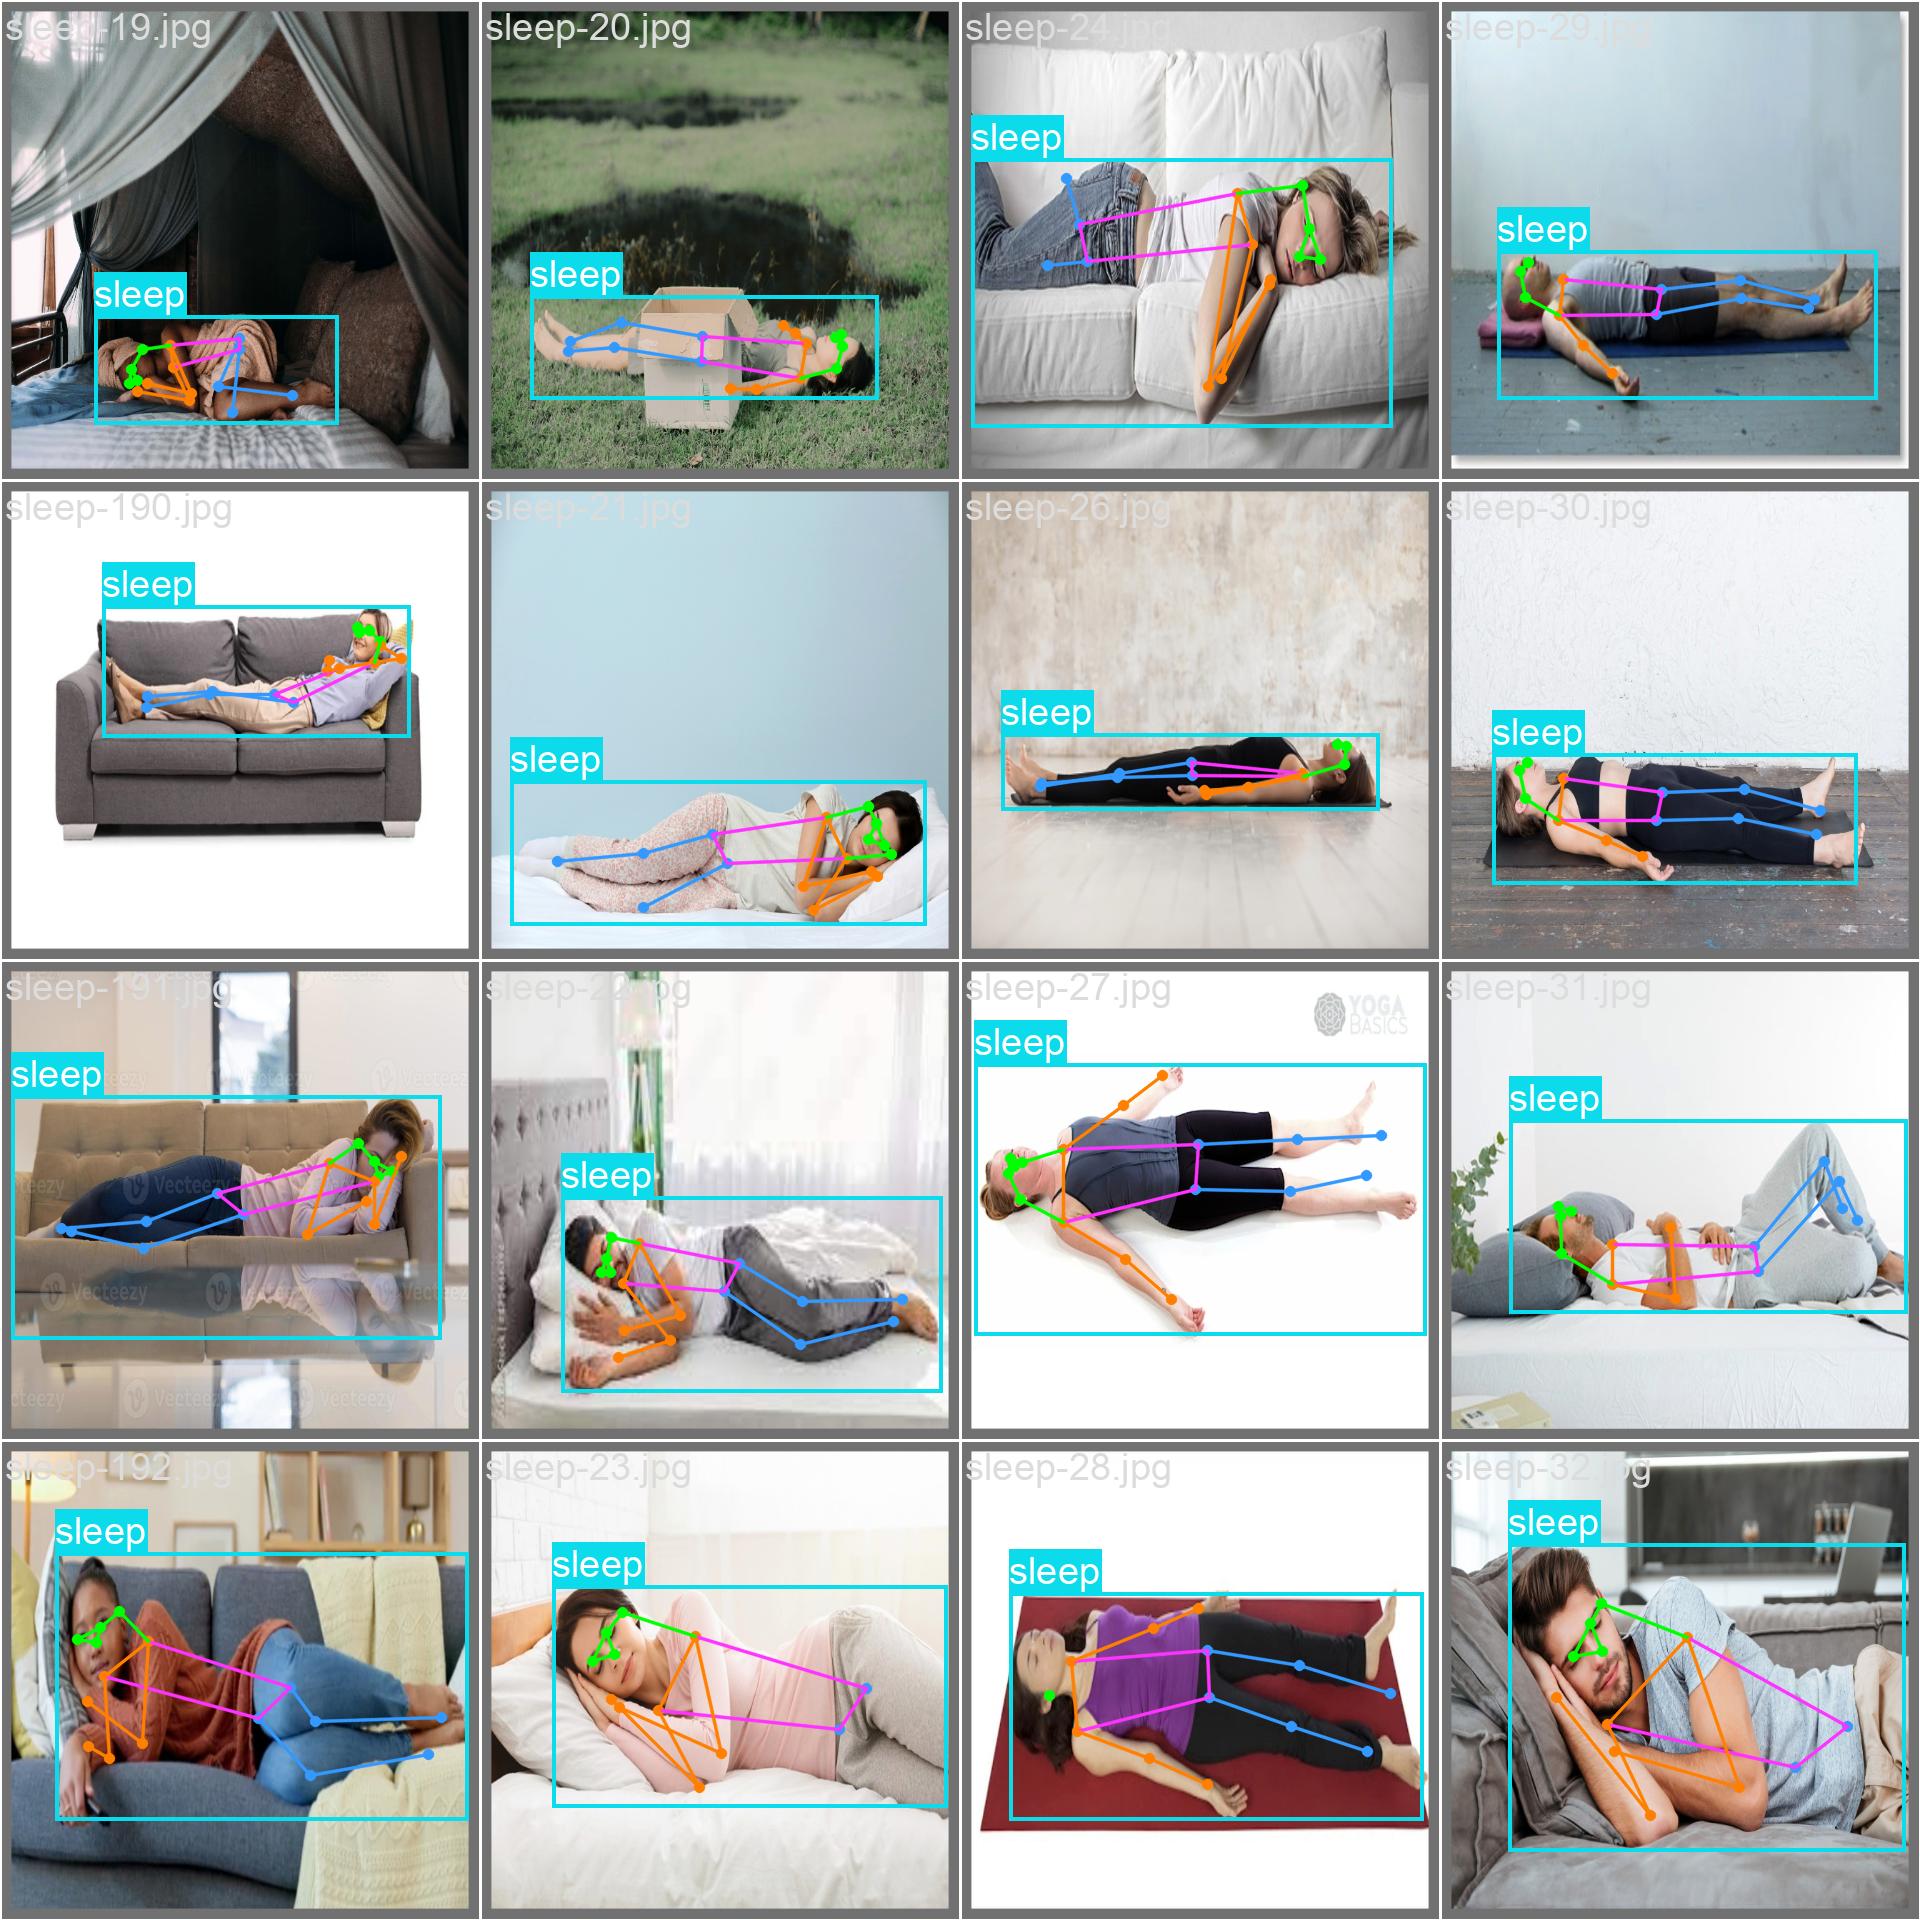 sleep-19.jpg
sleep
sleep-20.jpg
sleep
sleep-24.jpg
sleep
sleep-29.jpg
sleep
sleep-190.jpg
sleep
sleep-21.jpg
sleep
sleep-26.jpg
sleep
sleep-30.jpg
sleep
sleep-191.jpg
sleep
Vecteezy
Vecteezy
Vecteezy
Vecteezy
sleep-22.jpg
sleep
sleep-27.jpg
YOGA
BASICS
sleep
sleep-31.jpg
sleep
sleep-192.jpg
sleep
sleep-23.jpg
sleep
sleep-28.jpg
sleep
sleep-32.jpg
sleep